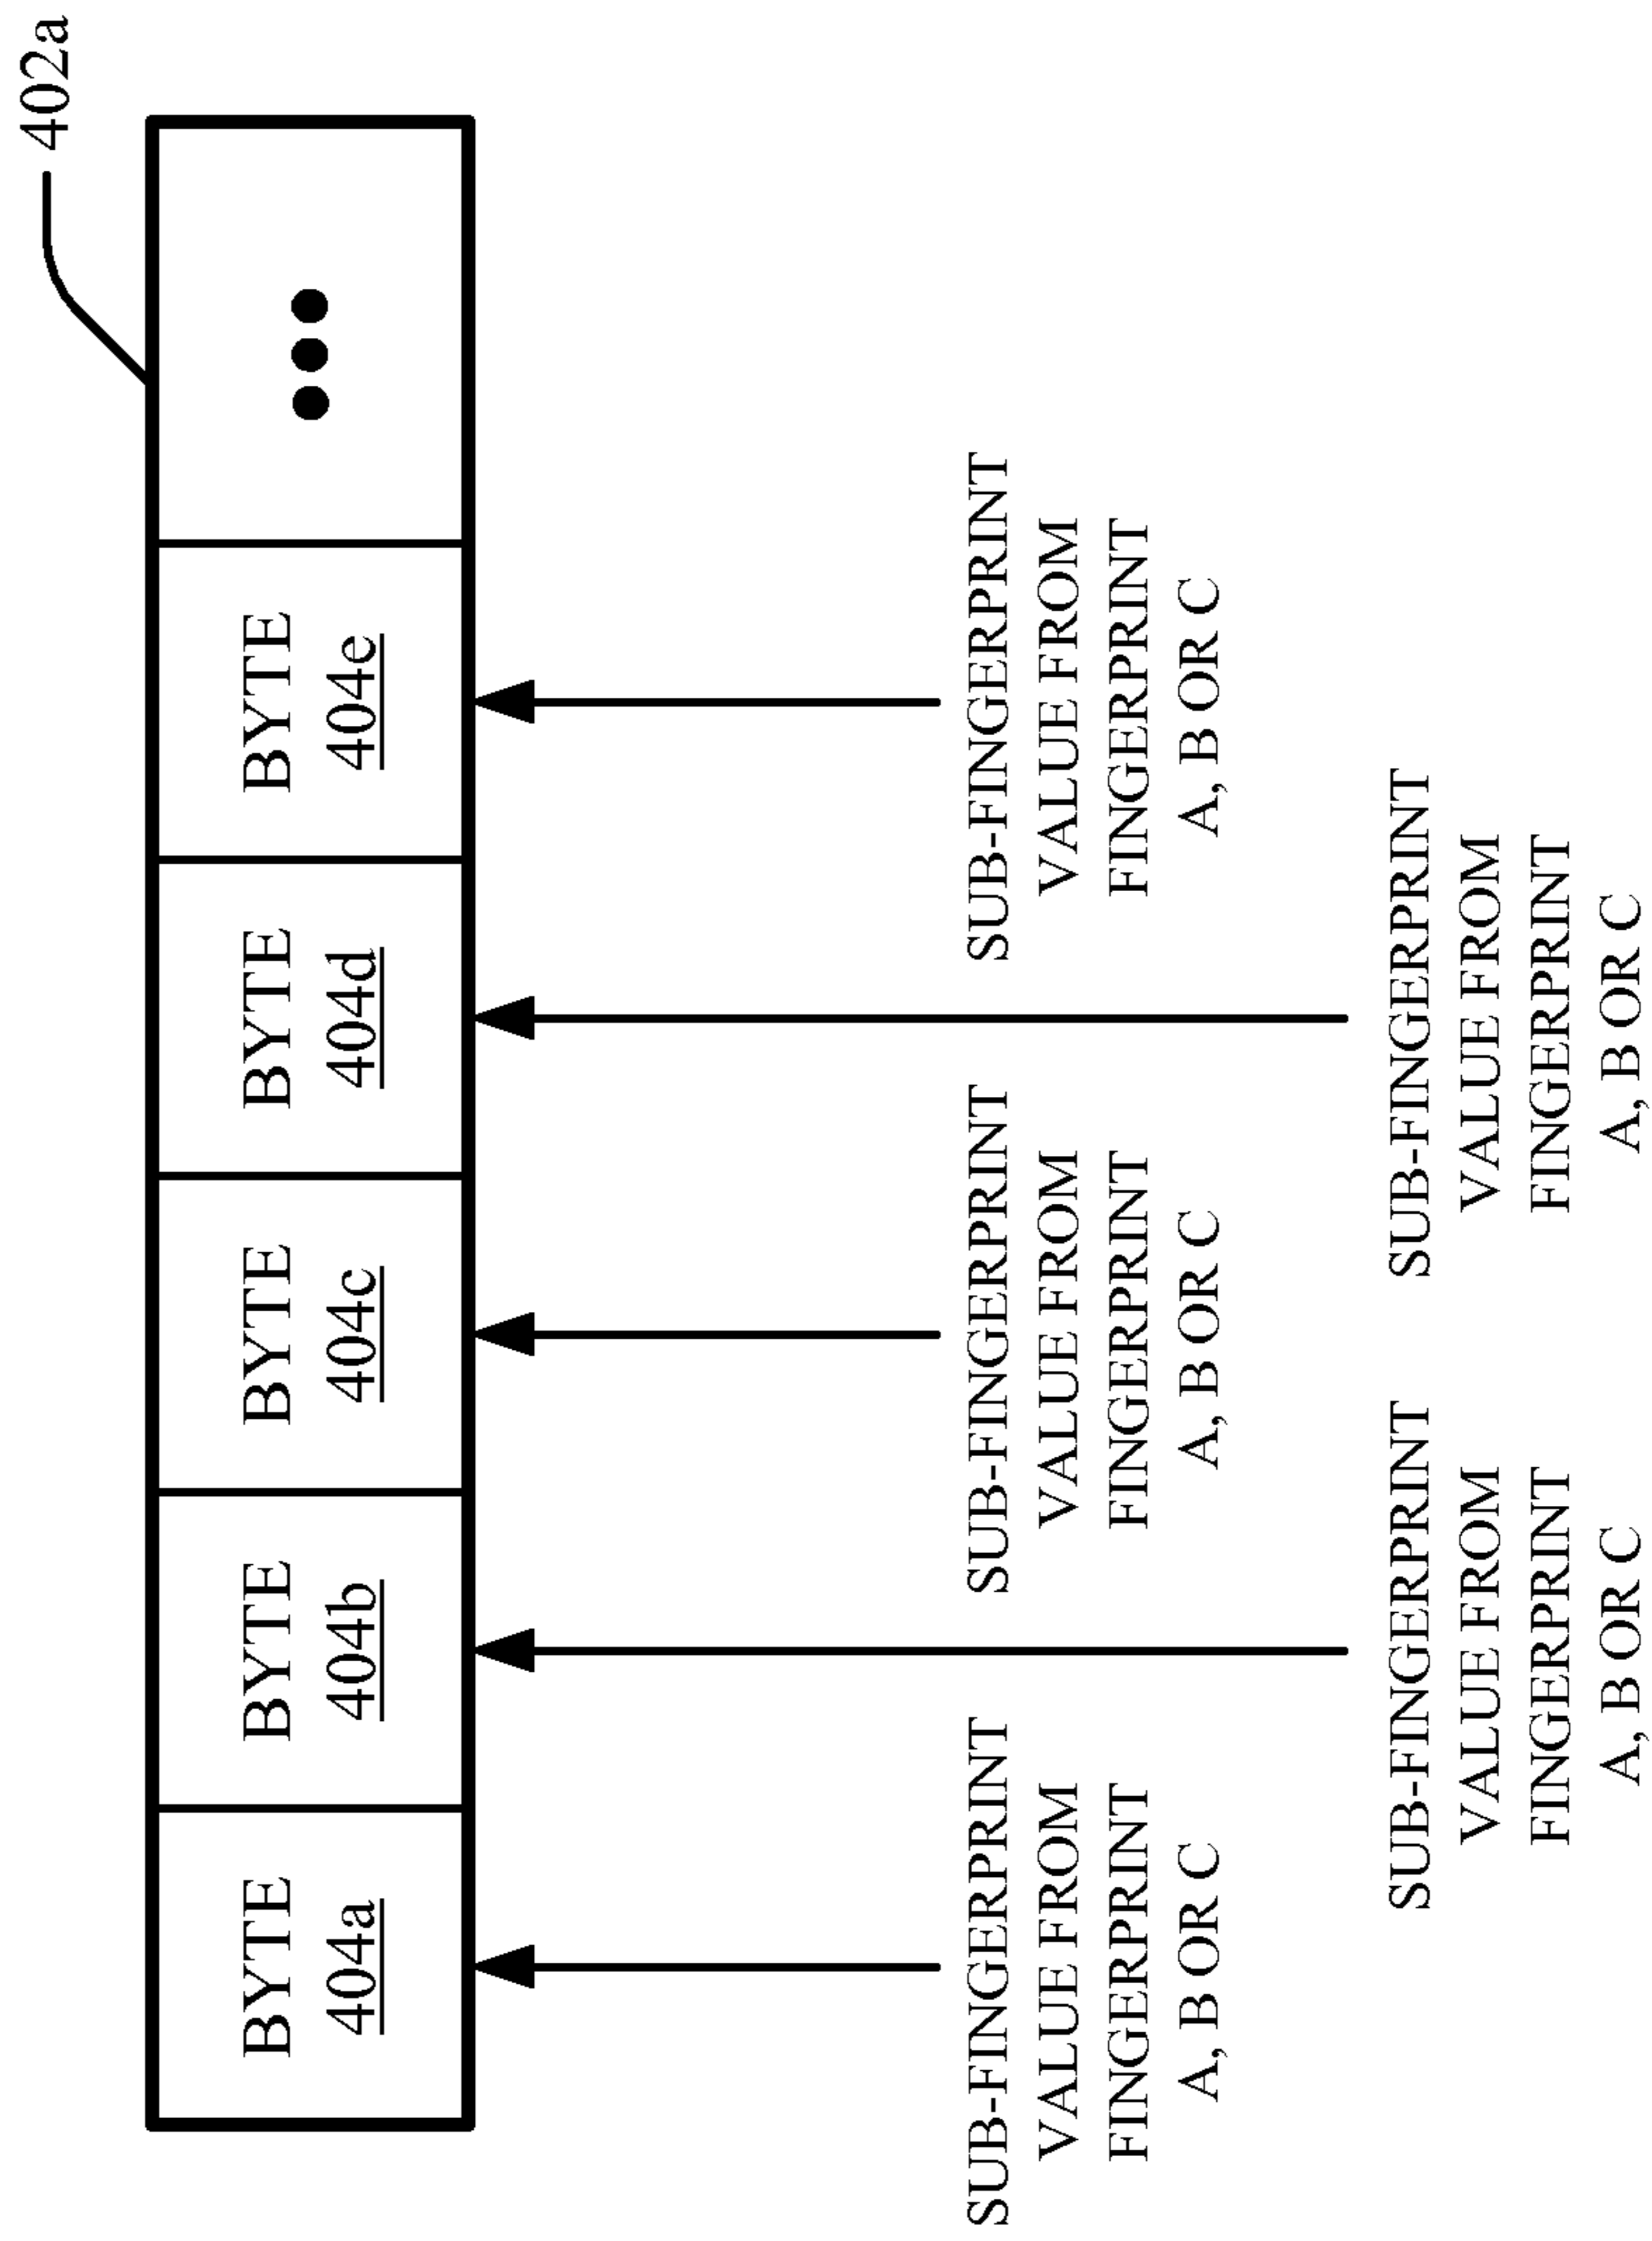 402a
BYTE
404a
BYTE
404b
BYTE
404c
BYTE
404d
BYTE
404e
SUB-FINGERPRINT
VALUE FROM
FINGERPRINT
A, B OR C
SUB-FINGERPRINT
VALUE FROM
FINGERPRINT
A, B OR C
SUB-FINGERPRINT
VALUE FROM
FINGERPRINT
A, B OR C
SUB-FINGERPRINT
VALUE FROM
FINGERPRINT
A, B OR C
SUB-FINGERPRINT
VALUE FROM
FINGERPRINT
A, B OR C